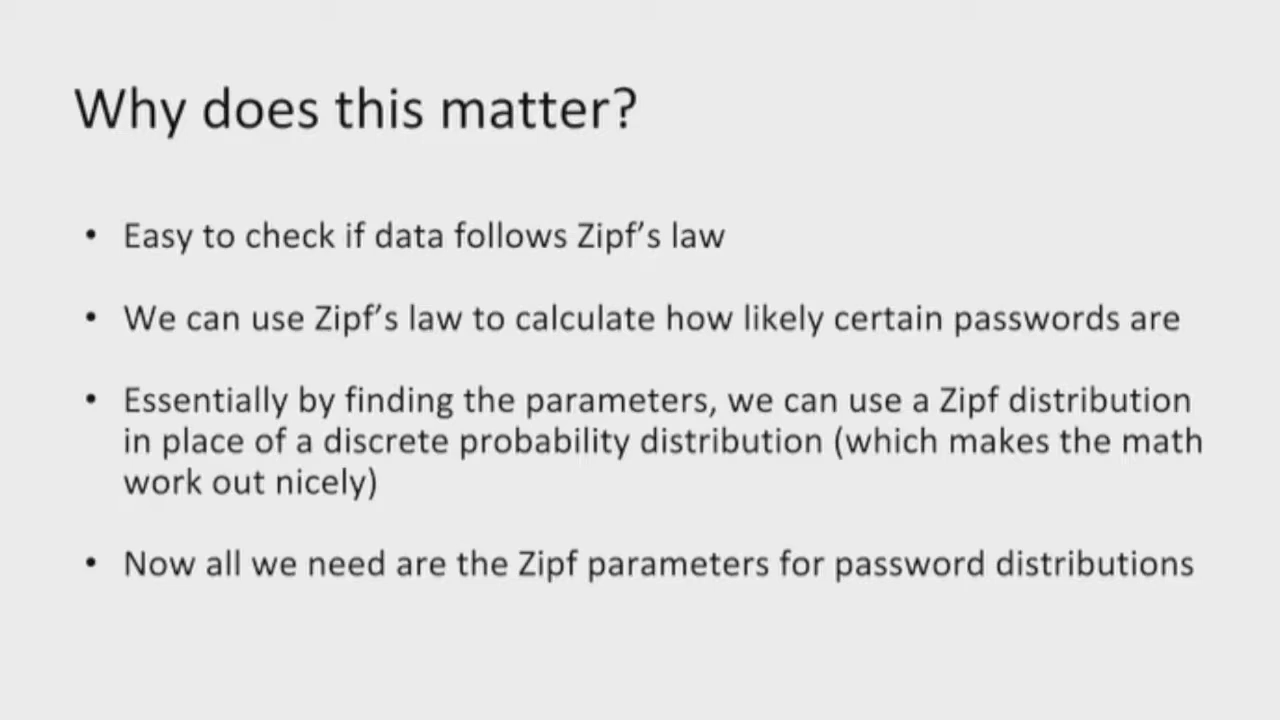 Why does this matter?
• Easy to check if data follows Zipf's law
• We can use Zipf's law to calculate how likely certain passwords are
• Essentially by finding the parameters, we can use a Zipf distribution
in place of a discrete probability distribution (which makes the math
work out nicely)
• Now all we need are the Zipf parameters for password distributions